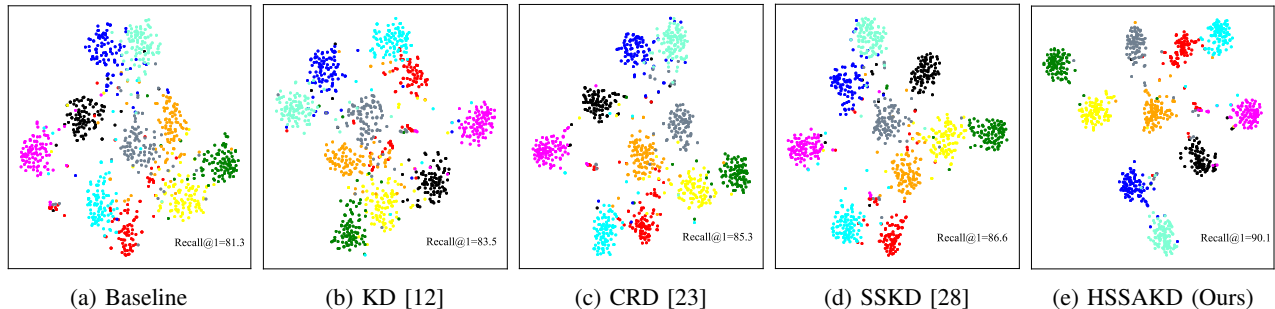 Recall@1=81.3
Recall@1=83.5
Recall@1=85.3
Recall@1=86.6
Recall@1=90.1
(a) Baseline
(b) KD [12]
(c) CRD [23]
(d) SSKD [28]
(e) HSSAKD (Ours)